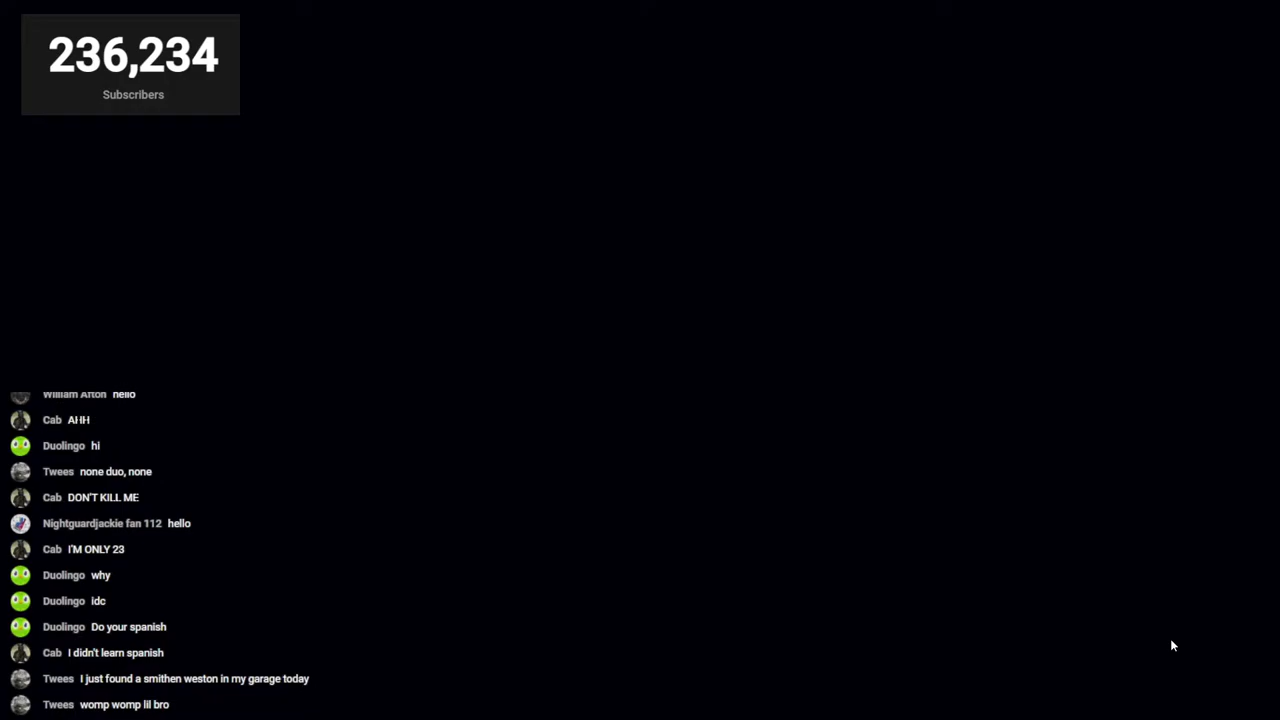 236,234
Subscribers
William Afton hello
Cab AHH
Duolingo hi
Twees none duo, none
Cab DON'T KILL ME
Nightguardjackie fan 112 hello
Cab I'M ONLY 23
Duolingo why
Duolingo idc
Duolingo Do your spanish
Cab I didn't learn spanish
Twees I just found a smithen weston in my garage today
Twees womp womp lil bro